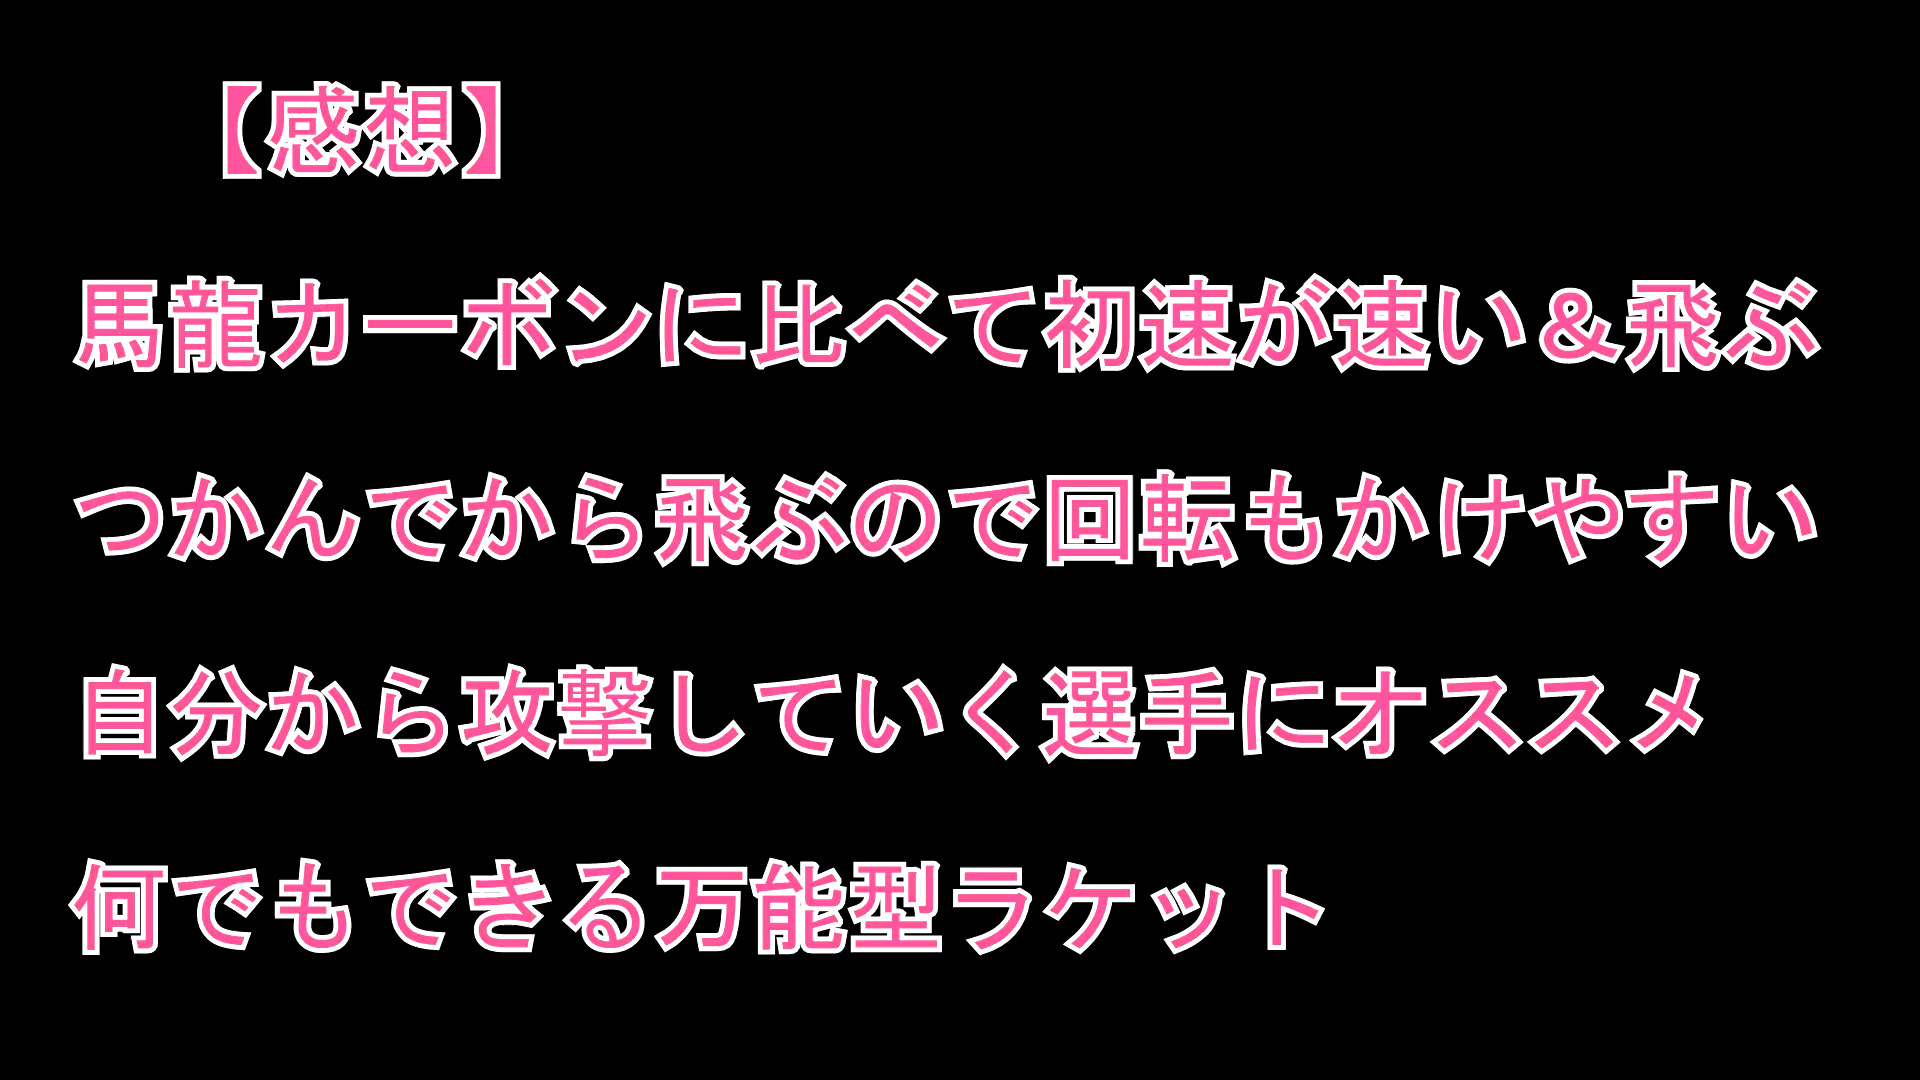 【感想】
馬龍カーボンに比べて初速が速い＆飛ぶ
つかんでから飛ぶので回転もかけやすい
自分から攻撃していく選手にオススメ
何でもできる万能型ラケット